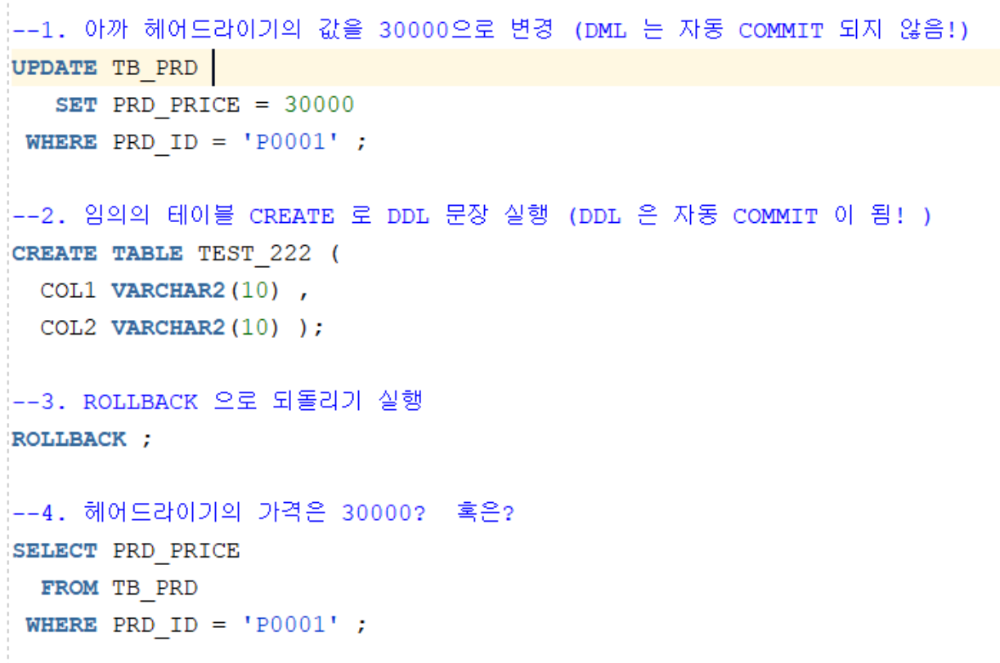 --1. 아까 헤어드라이기의 값을 30000으로 변경 (DML 는 자동 COMMIT 되지 않음!)
UPDATE TB_PRD
SET PRD_PRICE = 30000
WHERE PRD_ID = 'P0001' ;
--2. 임의의 테이블 CREATE 로 DDL 문장 실행 (DDL 은 자동 COMMIT 이 됨! )
CREATE TABLE TEST_222 (
COL1 VARCHAR2(10) ,
COL2 VARCHAR2(10) );
--3. ROLLBACK 으로 되돌리기 실행
ROLLBACK ;
--4. 헤어드라이기의 가격은 30000? 혹은?
SELECT PRD_PRICE
FROM TB_PRD
WHERE PRD_ID = 'P0001' ;